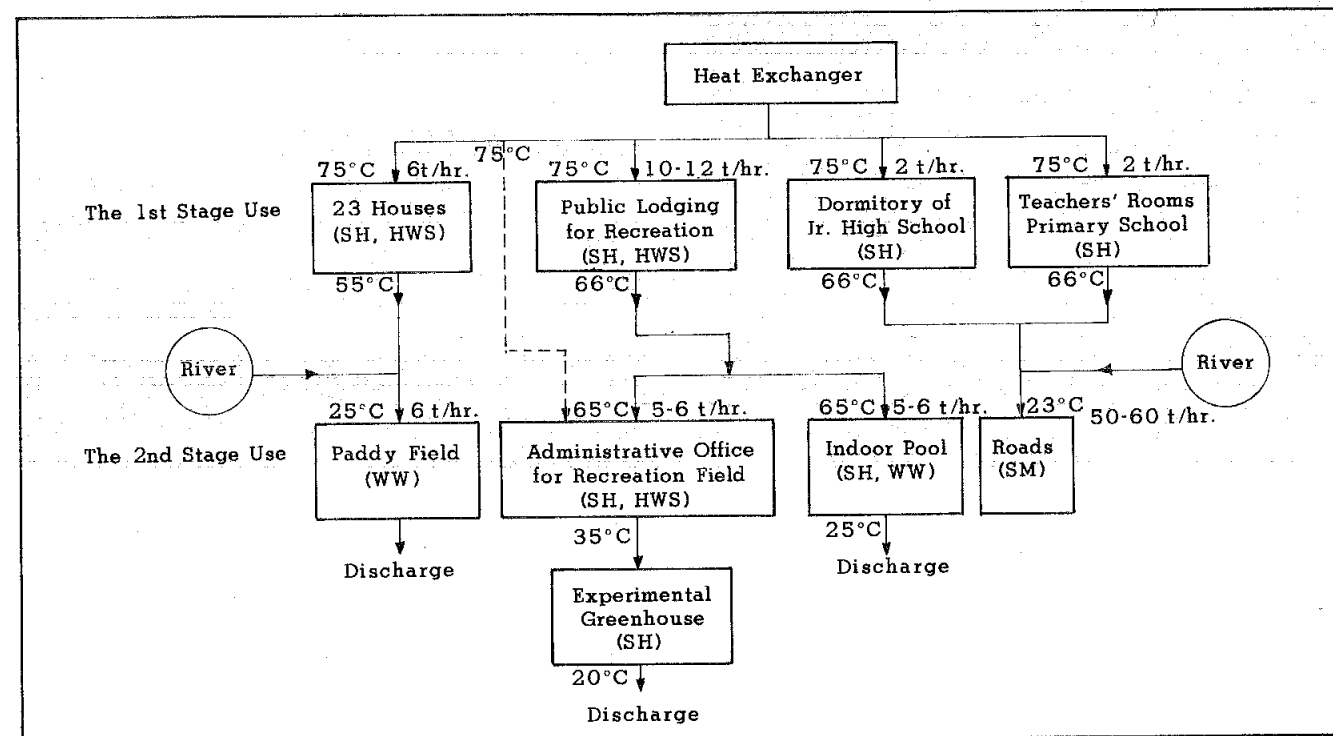 Heat Exchanger
75°C 6t/hr.
75°C
75°C 10-12 t/hr.
75°C 2 t/hr.
75°C 2 t/hr.
The 1st Stage Use
23 Houses
(SH, HWS)
Public Lodging
for Recreation
(SH, HWS)
Dormitory of
Jr. High School
(SH)
Teachers' Rooms
Primary School
(SH)
55°C
66°C
66°C
66°C
River
River
25°C 6 t/hr.
65°C 5-6 t/hr.
65°C 5-6 t/hr.
23°C
50-60 t/hr.
The 2nd Stage Use
Paddy Field
(WW)
Administrative Office
for Recreation Field
(SH, HWS)
Indoor Pool
(SH, WW)
Roads
(SM)
Discharge
35°C
25°C
Discharge
Experimental
Greenhouse
(SH)
20°C
Discharge